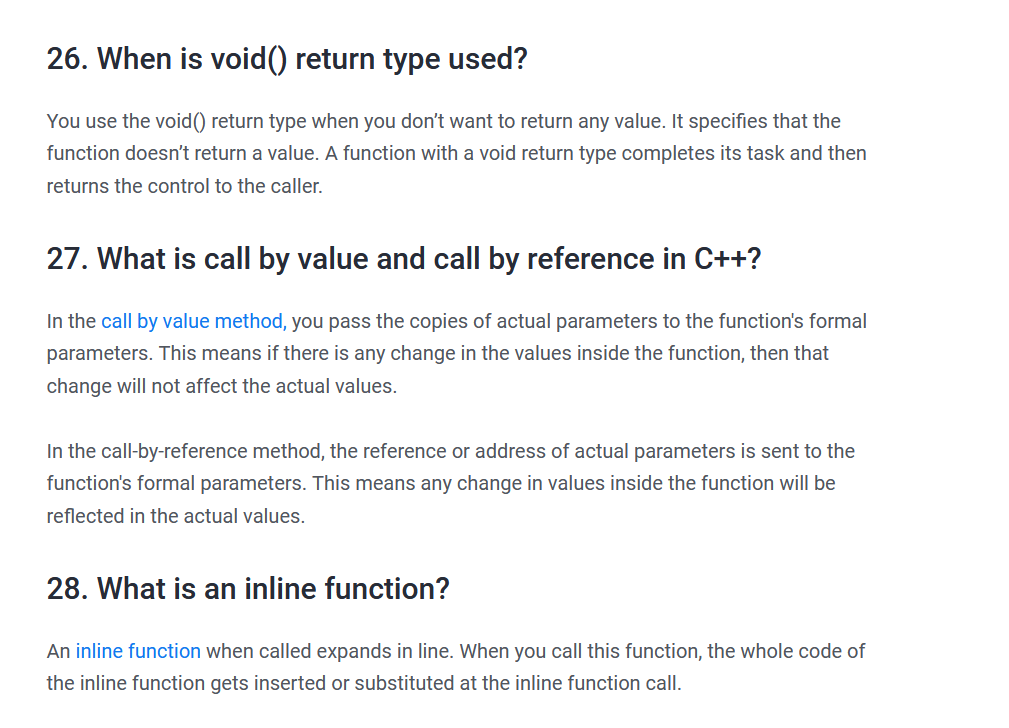 26. When is void() return type used?
You use the void() return type when you don’t want to return any value. It specifies that the
function doesn’t return a value. A function with a void return type completes its task and then
returns the control to the caller.
27. What is call by value and call by reference in C++?
In the call by value method, you pass the copies of actual parameters to the function's formal
parameters. This means if there is any change in the values inside the function, then that
change will not affect the actual values.
In the call-by-reference method, the reference or address of actual parameters is sent to the
function's formal parameters. This means any change in values inside the function will be
reflected in the actual values.
28. What is an inline function?
An inline function when called expands in line. When you call this function, the whole code of
the inline function gets inserted or substituted at the inline function call.